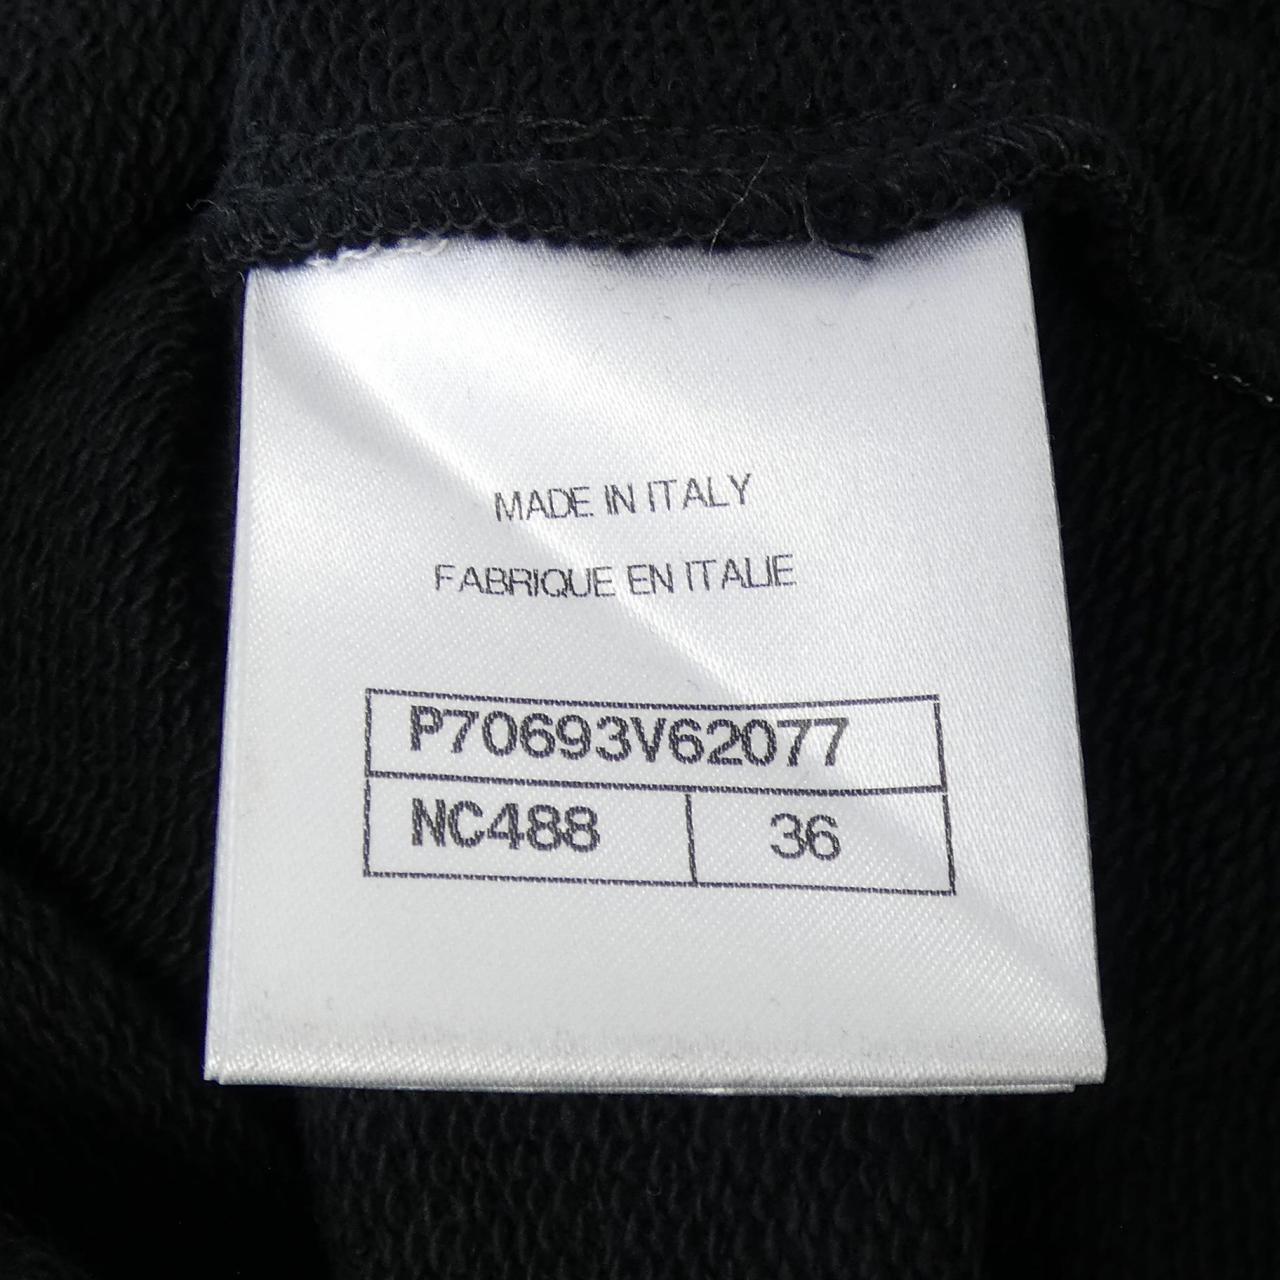 MADE IN ITALY
FABRIQUE EN ITALIE
P70693V62077
NC488 36